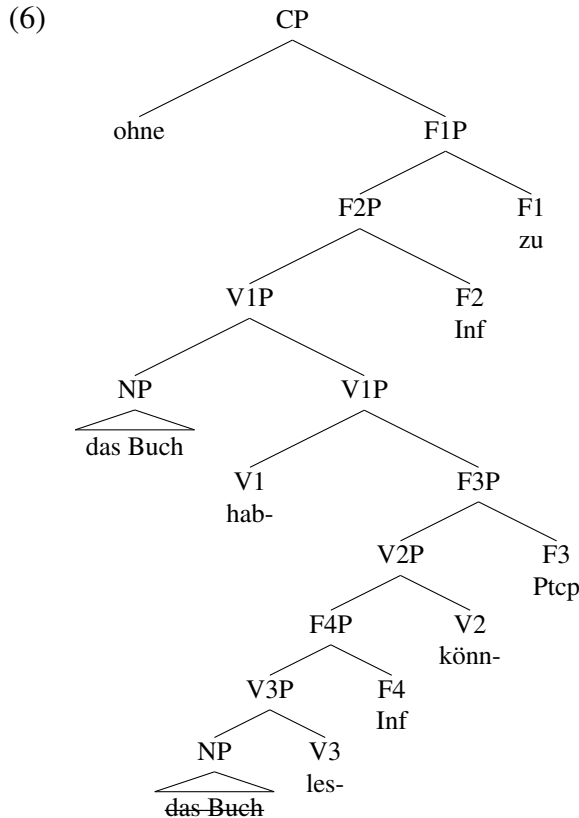 (6)
CP
ohne F1P
F2P F1
zu
V1P F2
Inf
NP V1P
das Buch
V1 F3P
hab-
V2P F3
Ptcp
F4P V2
könn-
V3P F4
Inf
NP V3
les-
das Buch